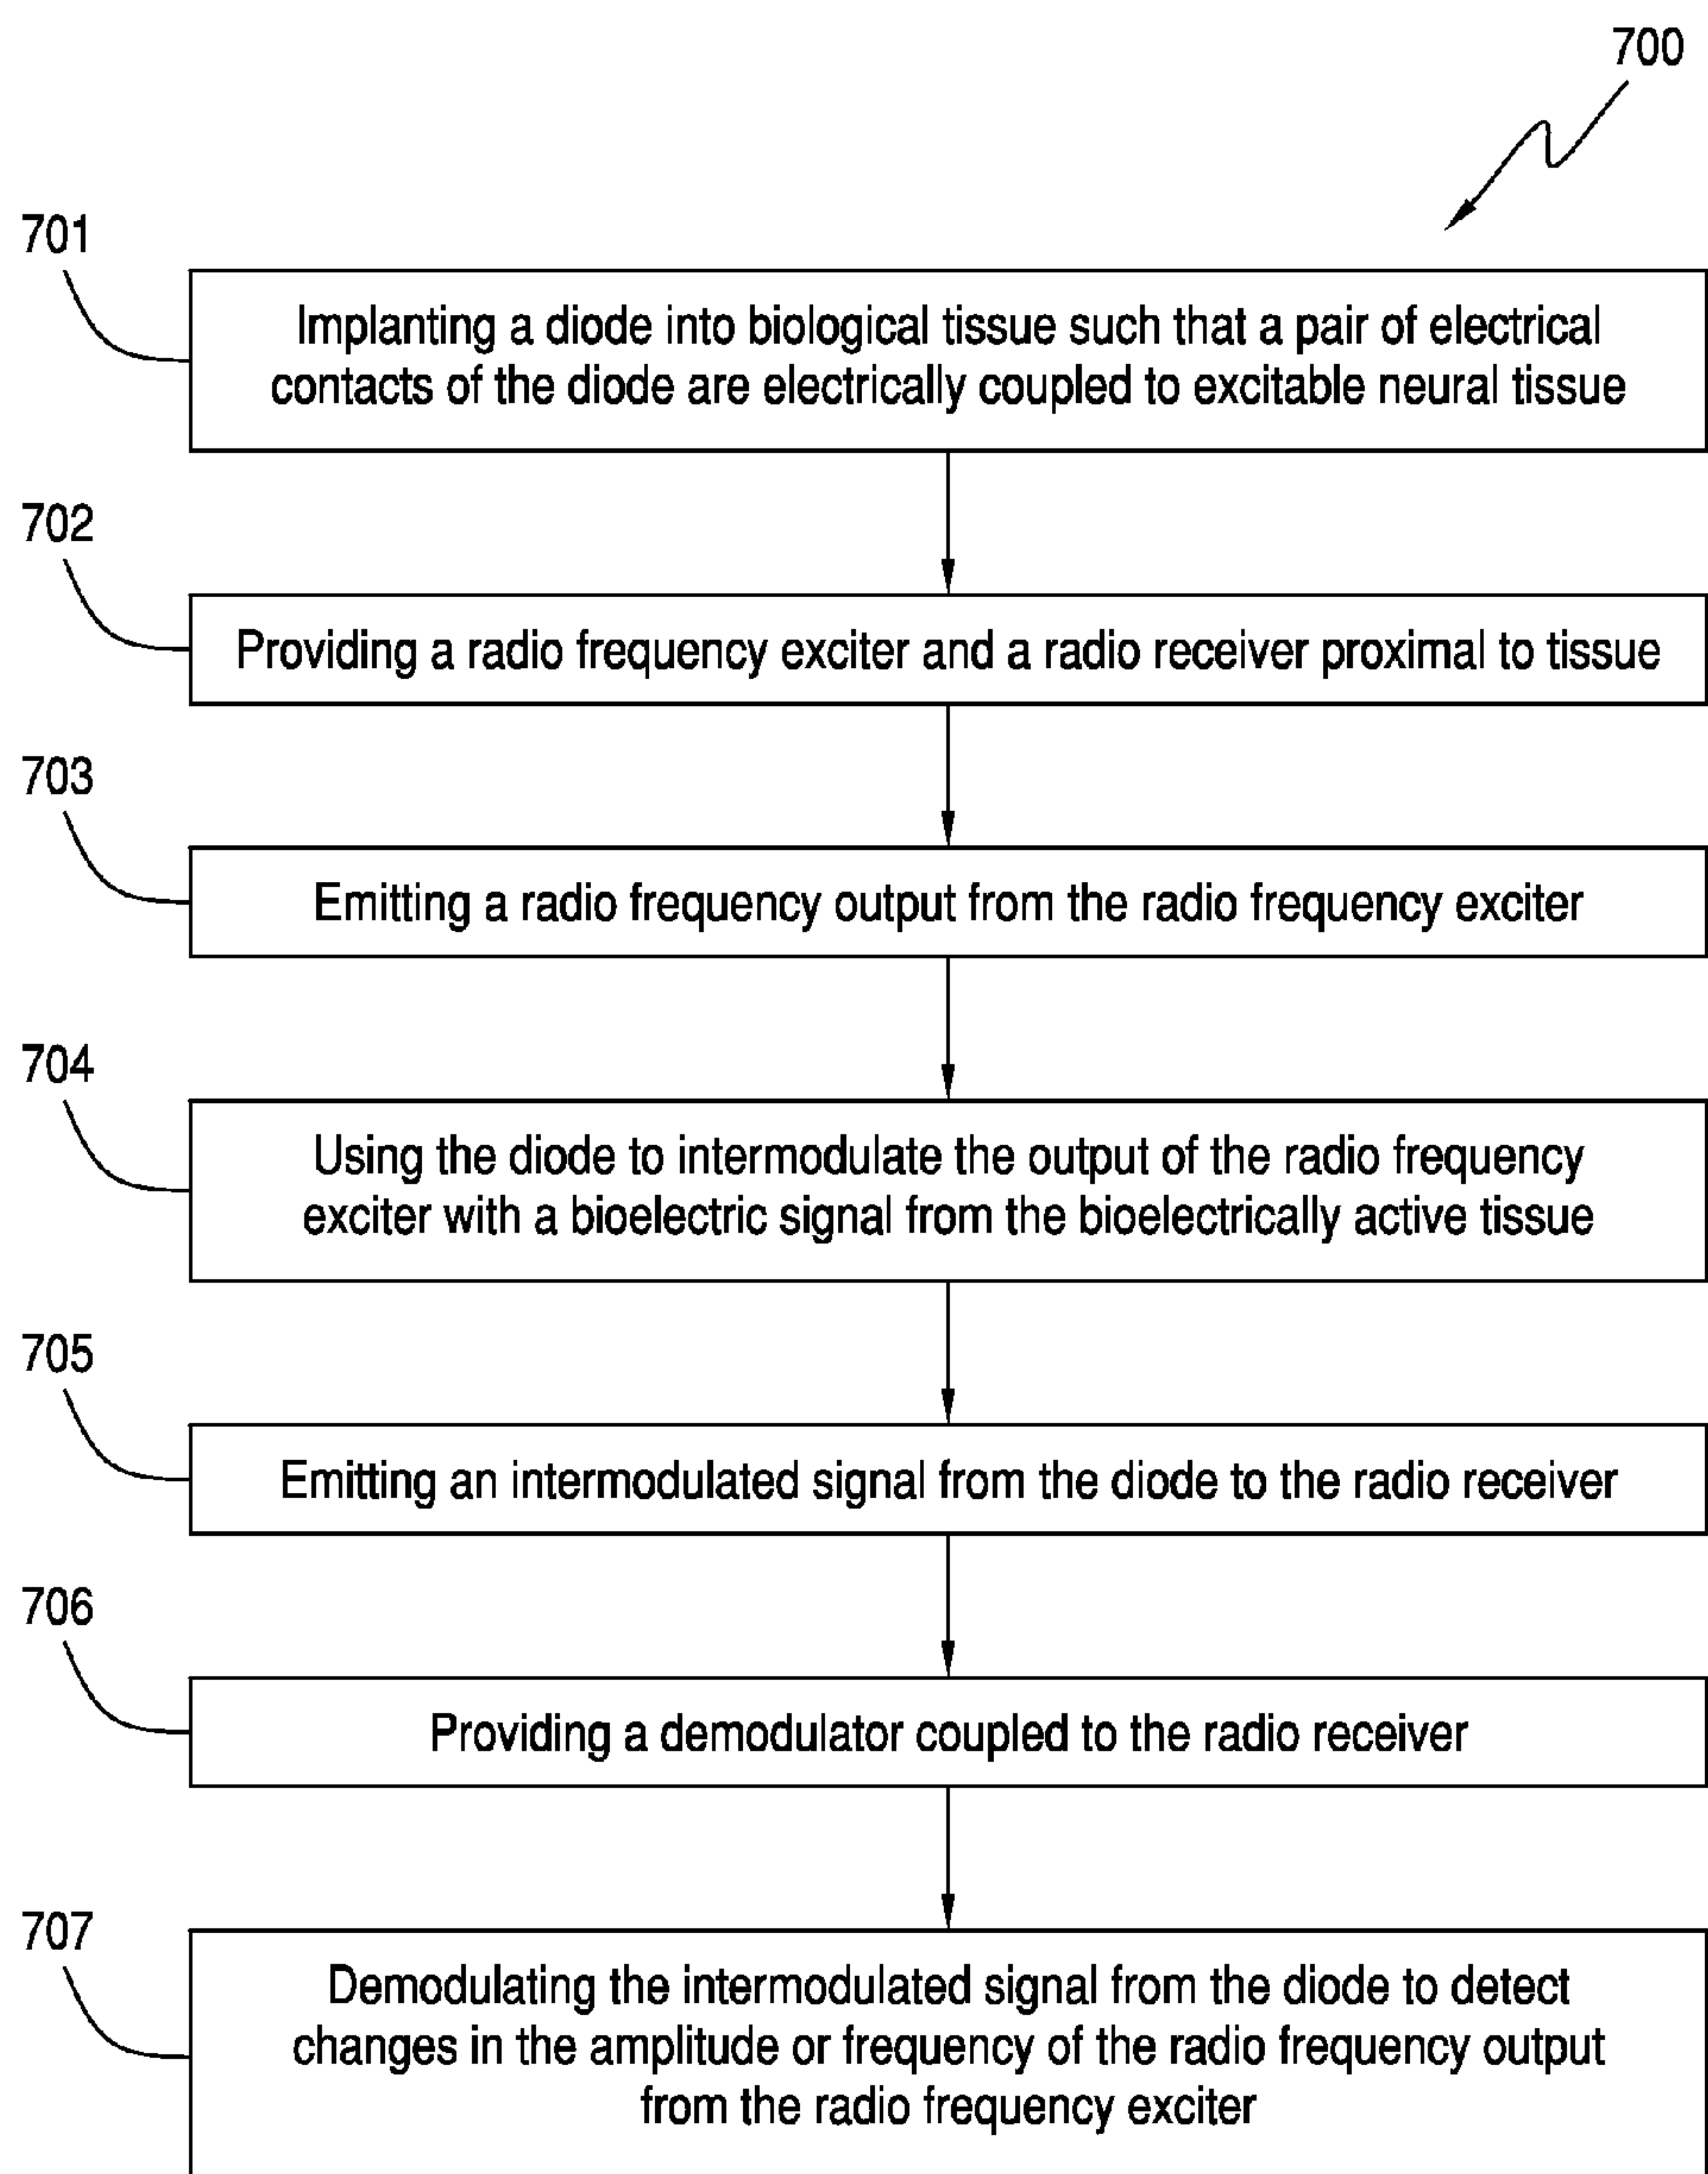 700
701
Implanting a diode into biological tissue such that a pair of electrical
contacts of the diode are electrically coupled to excitable neural tissue
702
Providing a radio frequency exciter and a radio receiver proximal to tissue
703
Emitting a radio frequency output from the radio frequency exciter
704
Using the diode to intermodulate the output of the radio frequency
exciter with a bioelectric signal from the bioelectrically active tissue
705
Emitting an intermodulated signal from the diode to the radio receiver
706
Providing a demodulator coupled to the radio receiver
707
Demodulating the intermodulated signal from the diode to detect
changes in the amplitude or frequency of the radio frequency output
from the radio frequency exciter